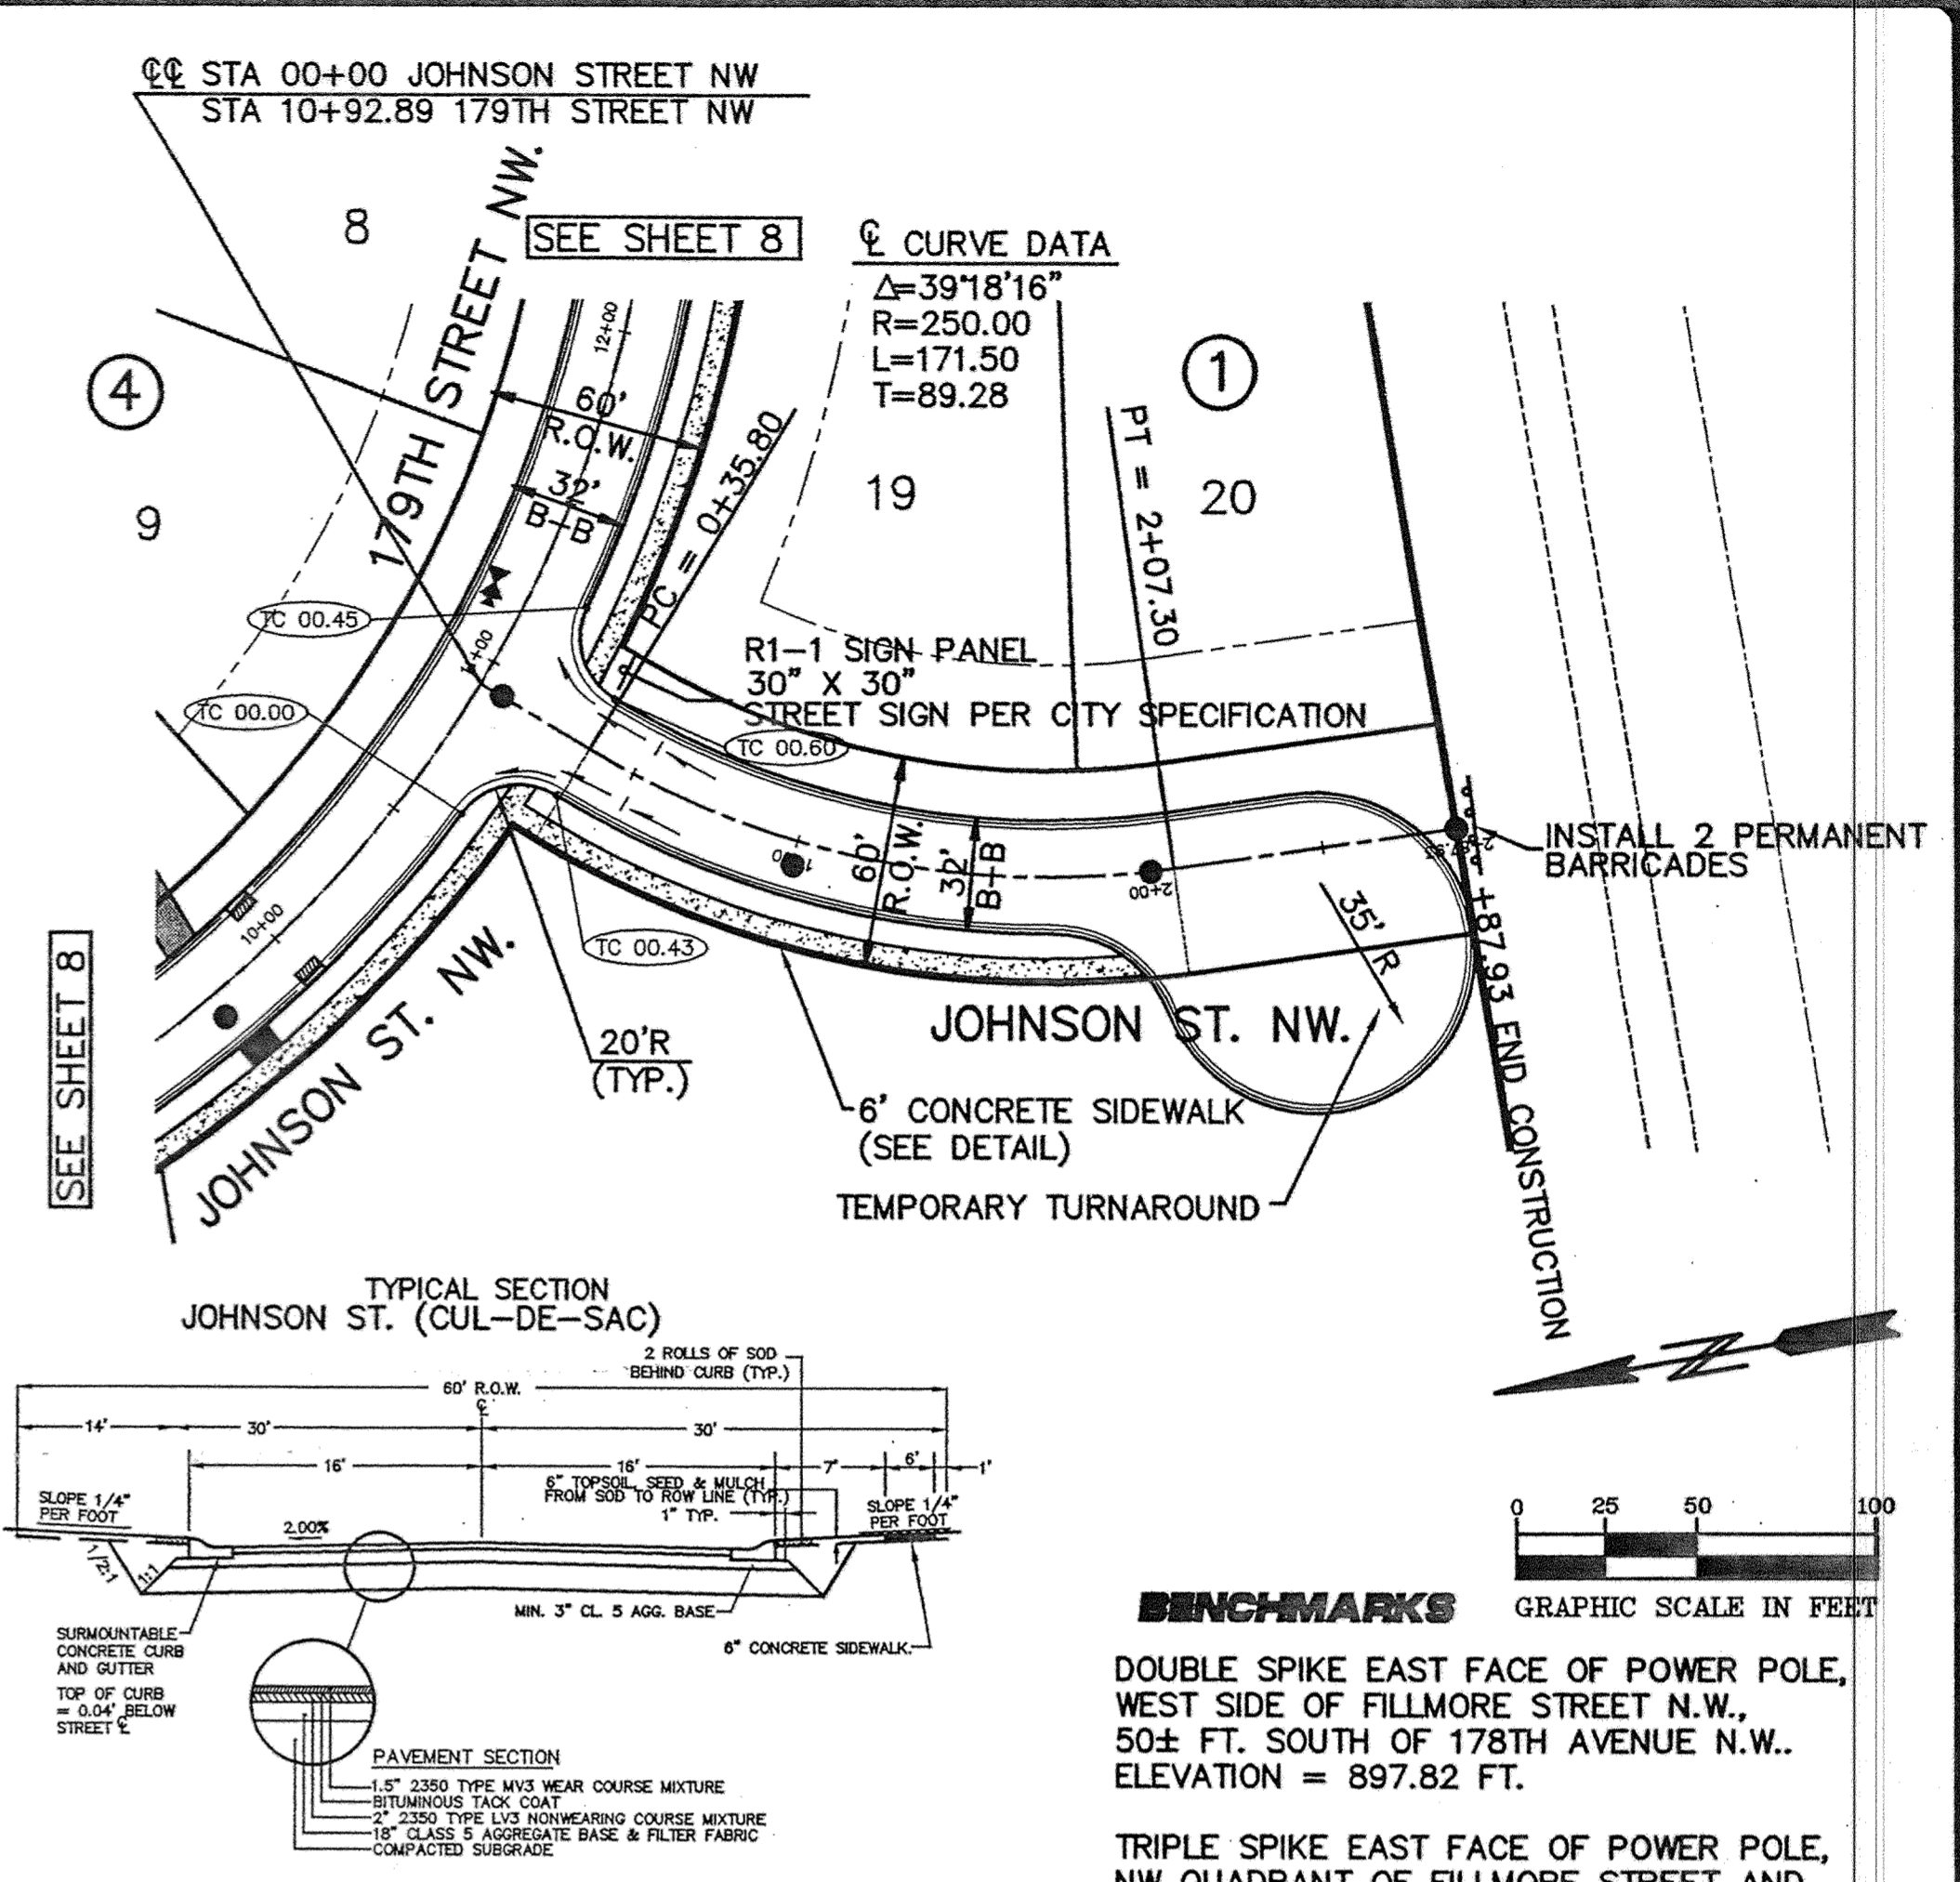 ℄℄ STA 00+00 JOHNSON STREET NW
STA 10+92.89 179TH STREET NW
8
179TH STREET NW.
SEE SHEET 8
℄ CURVE DATA
Δ=39°18'16"
R=250.00
L=171.50
T=89.28
4
1
9
19
20
12+00
60'
R.O.W.
32'
B-B
PC = 0+35.80
PT = 2+07.30
TC 00.45
TC 00.00
R1-1 SIGN PANEL
30" X 30"
STREET SIGN PER CITY SPECIFICATION
TC 00.60
60'
R.O.W.
32'
B-B
2+00
INSTALL 2 PERMANENT
BARRICADES
35' R
10+00
TC 00.43
SEE SHEET 8
JOHNSON ST. NW.
JOHNSON ST. NW.
20'R
(TYP.)
6' CONCRETE SIDEWALK
(SEE DETAIL)
TEMPORARY TURNAROUND
+87.93 END CONSTRUCTION
TYPICAL SECTION
JOHNSON ST. (CUL-DE-SAC)
2 ROLLS OF SOD
BEHIND CURB (TYP.)
60' R.O.W.
℄
14'
30'
30'
16'
16'
7'
6'
1'
6" TOPSOIL, SEED & MULCH
FROM SOD TO ROW LINE (TYP.)
1" TYP.
SLOPE 1/4"
PER FOOT
SLOPE 1/4"
PER FOOT
2.00%
1/2:1
1:1
MIN. 3" CL. 5 AGG. BASE
6" CONCRETE SIDEWALK.
SURMOUNTABLE
CONCRETE CURB
AND GUTTER
TOP OF CURB
= 0.04' BELOW
STREET ℄
PAVEMENT SECTION
1.5" 2350 TYPE MV3 WEAR COURSE MIXTURE
BITUMINOUS TACK COAT
2" 2350 TYPE LV3 NONWEARING COURSE MIXTURE
18" CLASS 5 AGGREGATE BASE & FILTER FABRIC
COMPACTED SUBGRADE
0 25 50 100
GRAPHIC SCALE IN FEET
BENCHMARKS
DOUBLE SPIKE EAST FACE OF POWER POLE,
WEST SIDE OF FILLMORE STREET N.W.,
50± FT. SOUTH OF 178TH AVENUE N.W..
ELEVATION = 897.82 FT.
TRIPLE SPIKE EAST FACE OF POWER POLE,
NW QUADRANT OF FILLMORE STREET AND